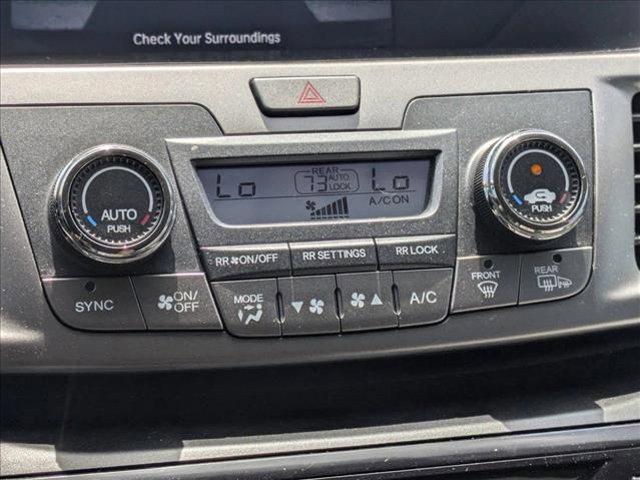 Check Your Surroundings
REAR
Lo 73 AUTO Lo
LOCK
A/C ON
AUTO
PUSH
PUSH
RR ON/OFF RR SETTINGS RR LOCK
SYNC ON/OFF MODE A/C FRONT REAR